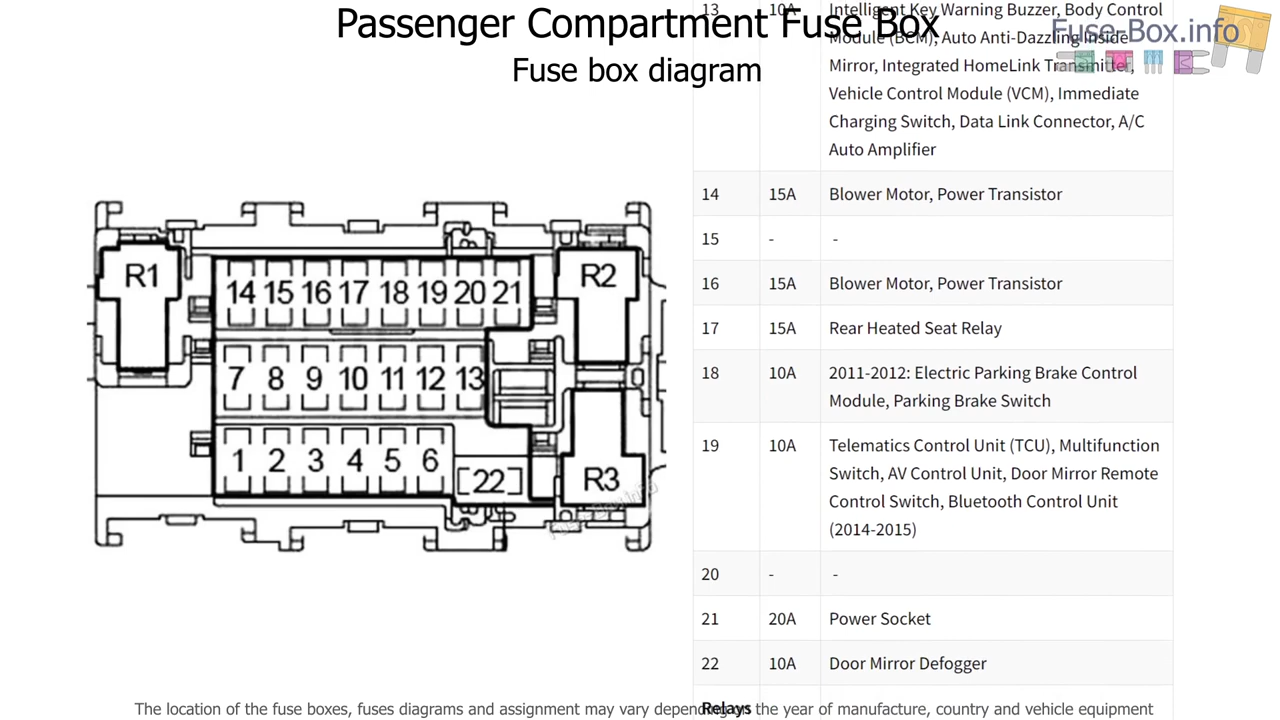 Passenger Compartment Fuse Box
Fuse box diagram
Fuse-Box.info
R1
R2
14 15 16 17 18 19 20 21
7 8 9 10 11 12 13
1 2 3 4 5 6
22
R3
Fuse-Box.info
13 10A Intelligent Key Warning Buzzer, Body Control
Module (BCM), Auto Anti-Dazzling Inside
Mirror, Integrated HomeLink Transmitter,
Vehicle Control Module (VCM), Immediate
Charging Switch, Data Link Connector, A/C
Auto Amplifier
14 15A Blower Motor, Power Transistor
15 - -
16 15A Blower Motor, Power Transistor
17 15A Rear Heated Seat Relay
18 10A 2011-2012: Electric Parking Brake Control
Module, Parking Brake Switch
19 10A Telematics Control Unit (TCU), Multifunction
Switch, AV Control Unit, Door Mirror Remote
Control Switch, Bluetooth Control Unit
(2014-2015)
20 - -
21 20A Power Socket
22 10A Door Mirror Defogger
Relays
The location of the fuse boxes, fuses diagrams and assignment may vary depending on the year of manufacture, country and vehicle equipment